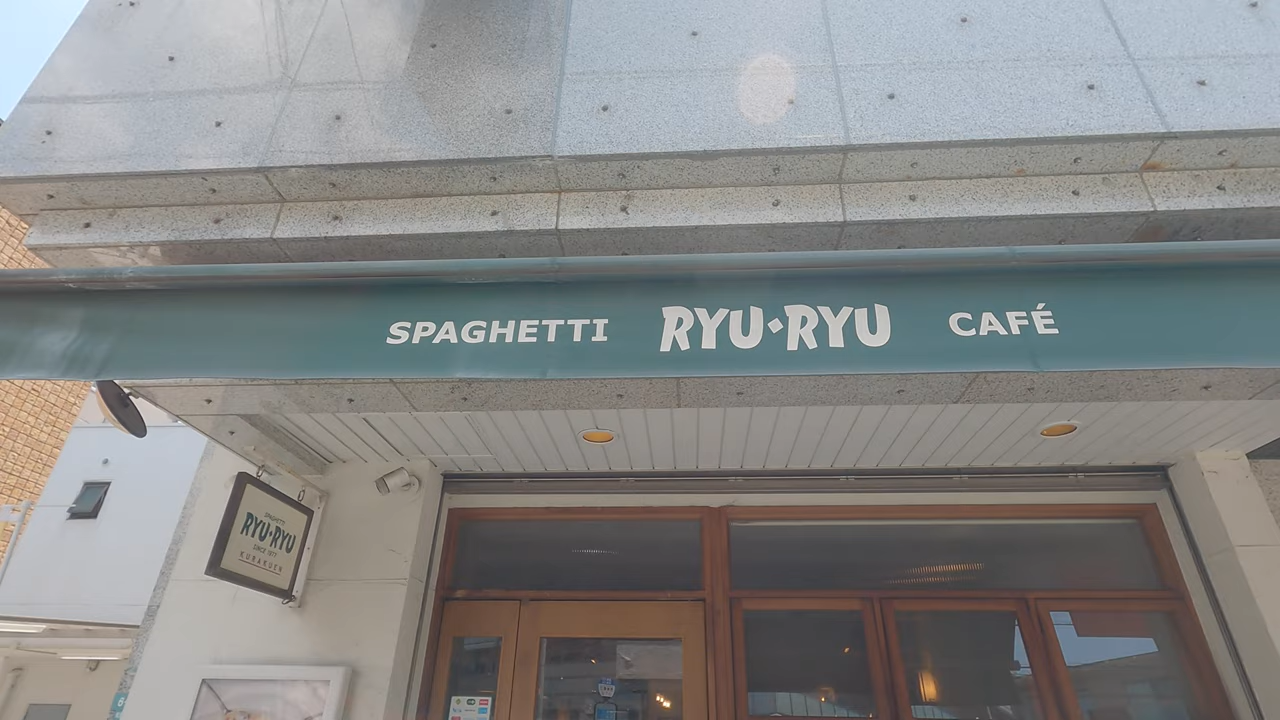 SPAGHETTI RYU·RYU CAFÉ
SPAGHETTI
RYU·RYU
SINCE 1977
KURAKUEN